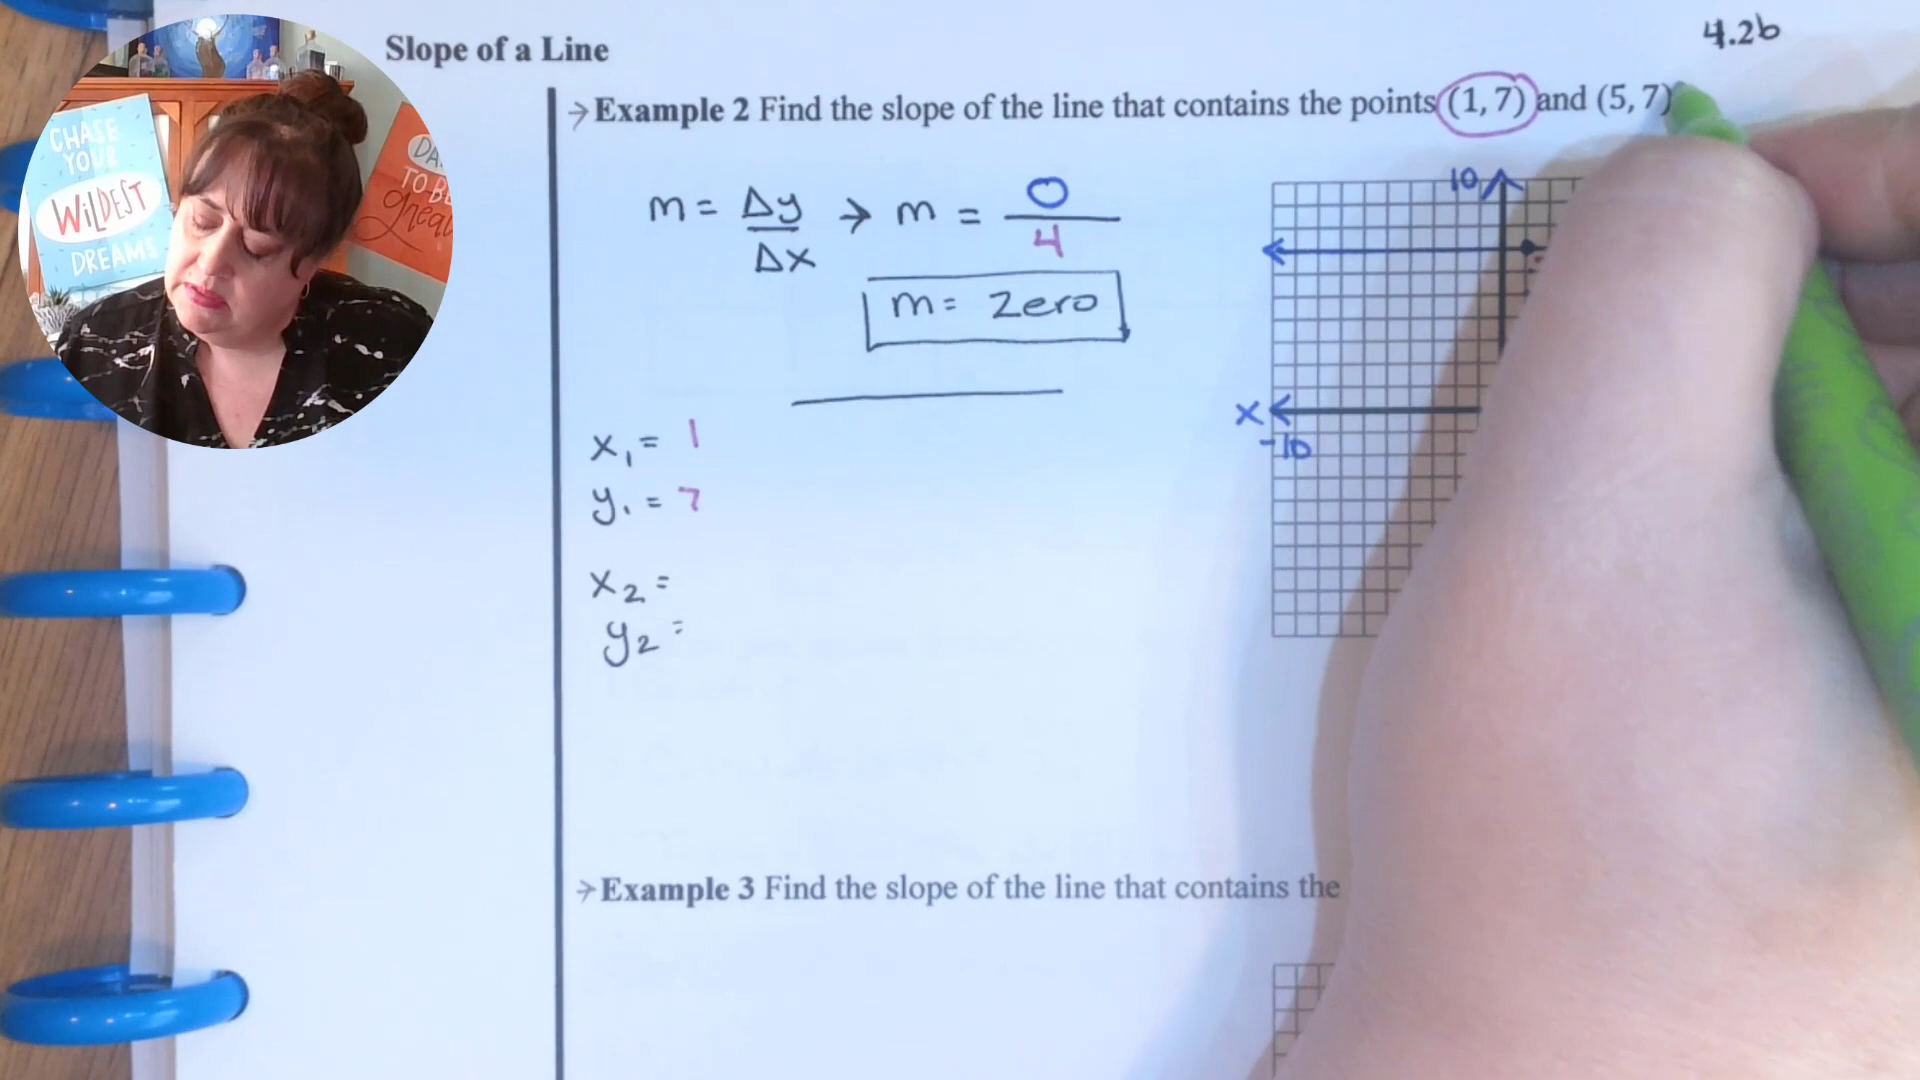 4.2b
Slope of a Line
→ Example 2 Find the slope of the line that contains the points (1, 7) and (5, 7)
m = Δy/Δx → m = 0/4
m = Zero
x₁ = 1
y₁ = 7
x₂ =
y₂ =
10
X
-10
→ Example 3 Find the slope of the line that contains the
CHASE
YOUR
WiLDEST
DREAMS
TO
great